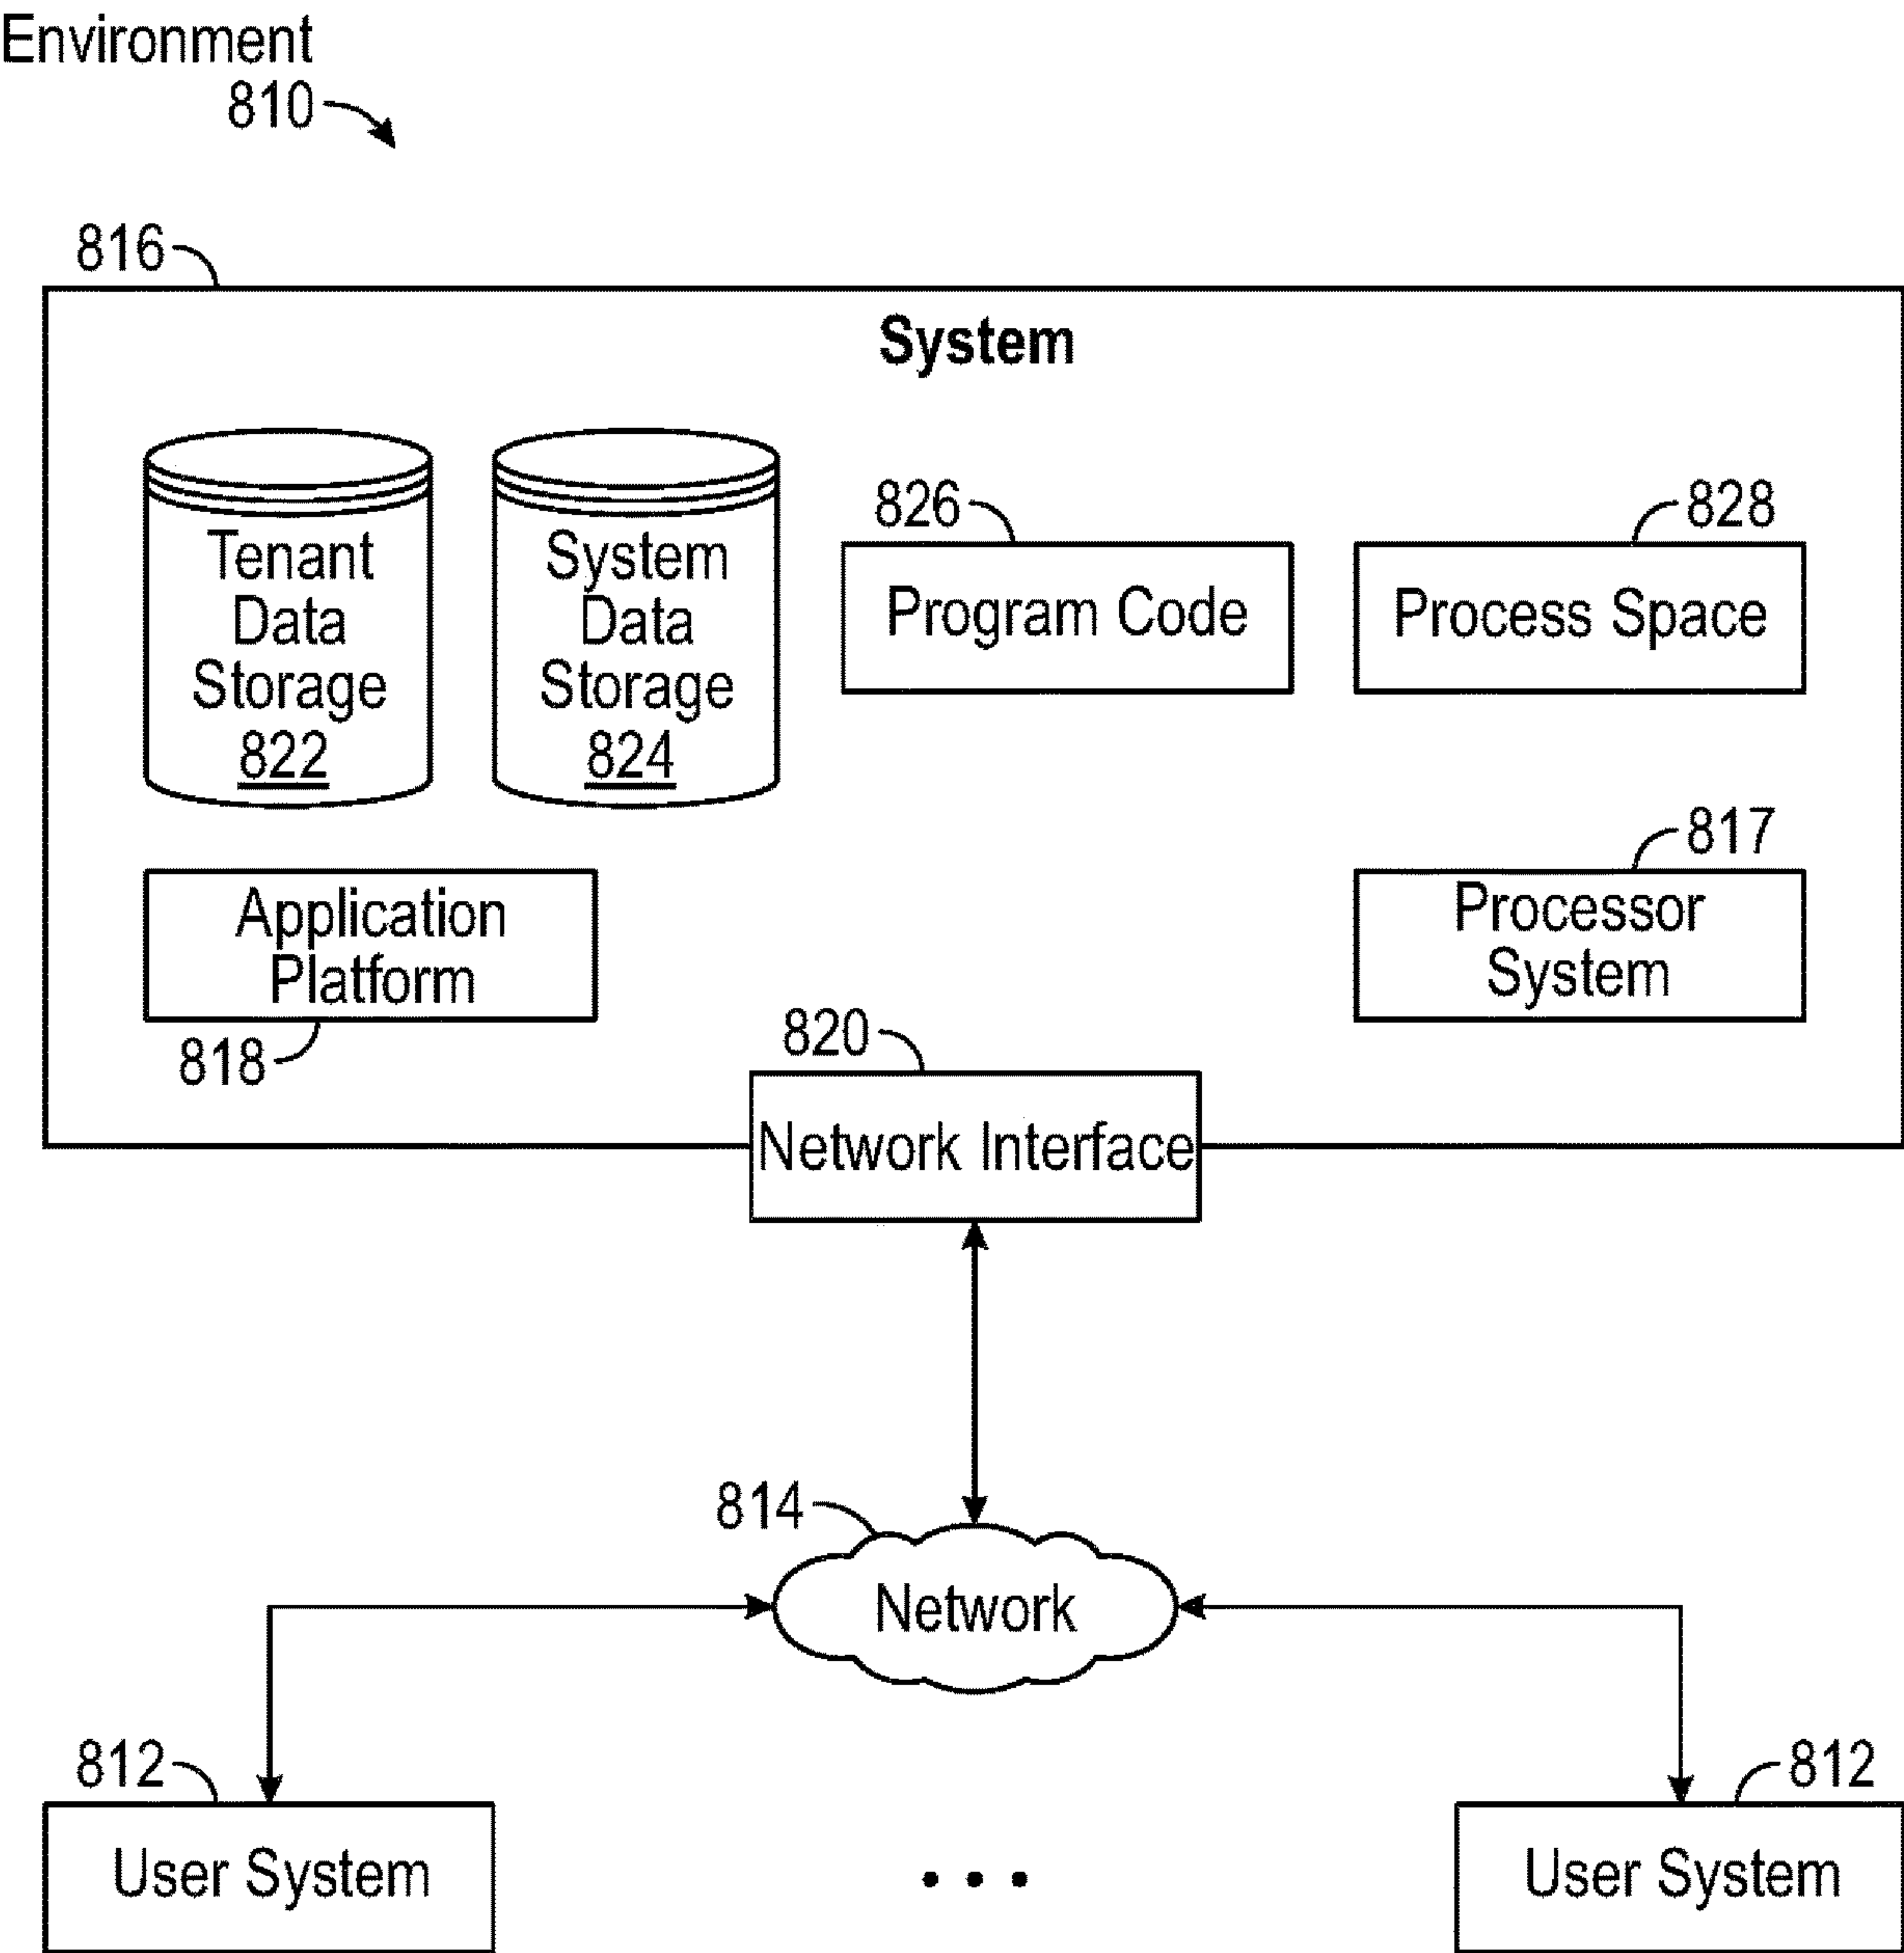 Environment
810
816
System
Tenant
Data
Storage
822
System
Data
Storage
824
826
Program Code
828
Process Space
817
Processor
System
Application
Platform
818
820
Network Interface
814
Network
812
User System
...
812
User System